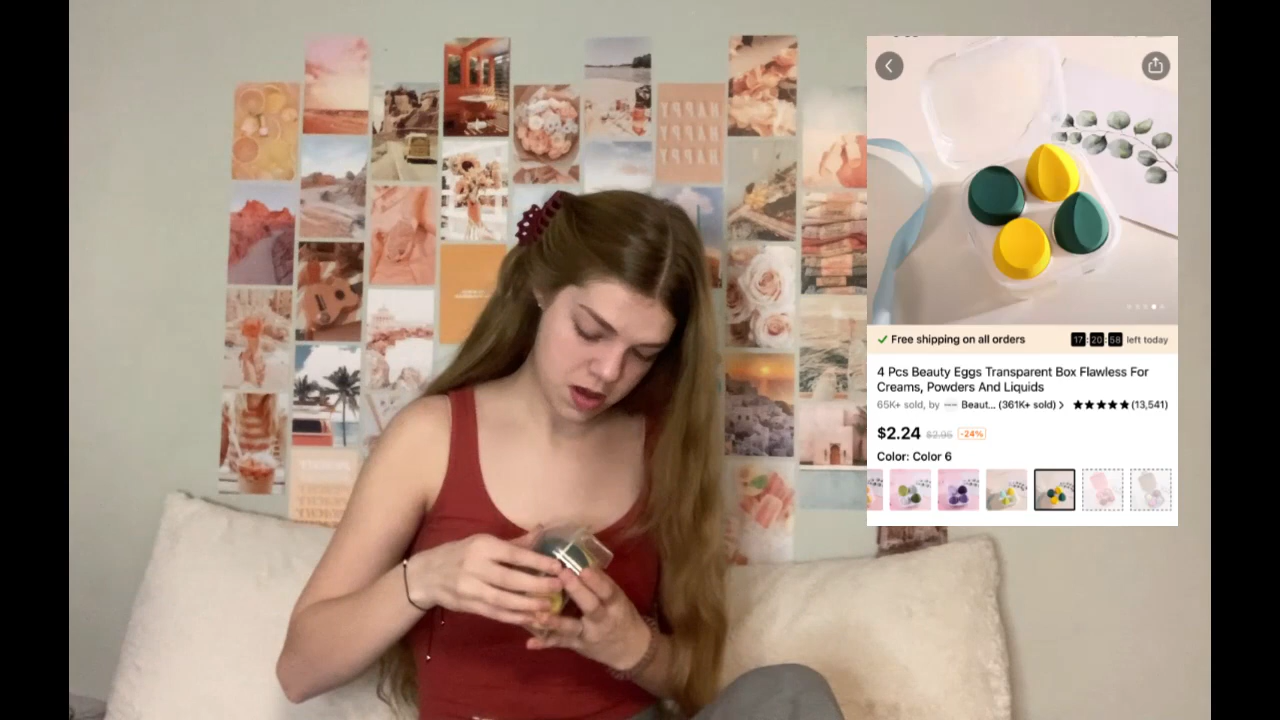 HAPPY
HAPPY
HAPPY
Free shipping on all orders
17:20:58 left today
4 Pcs Beauty Eggs Transparent Box Flawless For
Creams, Powders And Liquids
65K+ sold, by
Beaut... (361K+ sold) >
(13,541)
$2.24 $2.95 -24%
Color: Color 6